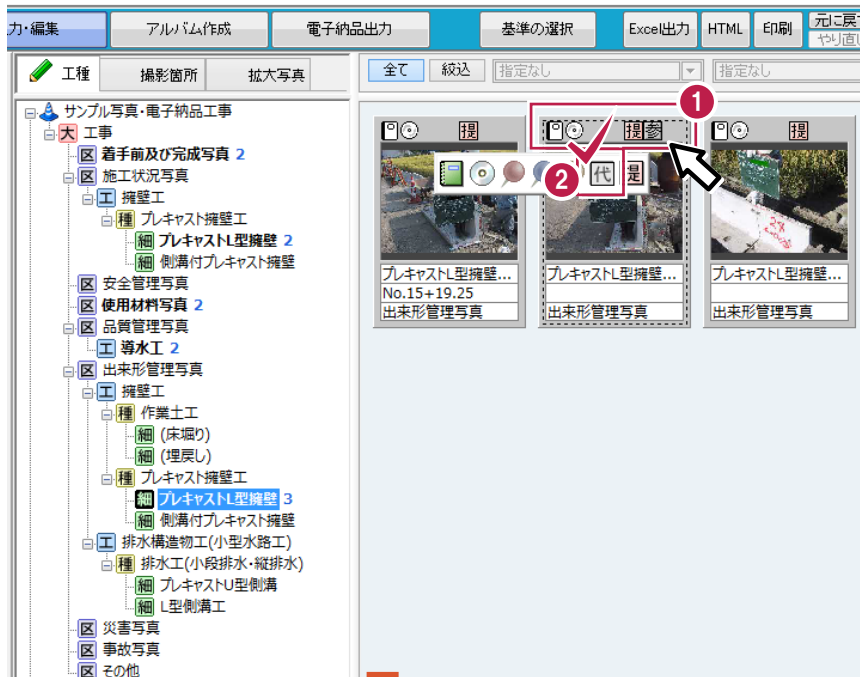 力・編集
アルバム作成
電子納品出力
基準の選択
Excel出力
HTML
印刷
元に戻
やり直し
工種
撮影箇所
拡大写真
全て
絞込
指定なし
指定なし
サンプル写真・電子納品工事
大 工事
区 着手前及び完成写真 2
区 施工状況写真
工 擁壁工
種 プレキャスト擁壁工
細 プレキャストL型擁壁 2
細 側溝付プレキャスト擁壁
区 安全管理写真
区 使用材料写真 2
区 品質管理写真
工 導水工 2
区 出来形管理写真
工 擁壁工
種 作業土工
細 (床堀り)
細 (埋戻し)
種 プレキャスト擁壁工
細 プレキャストL型擁壁 3
細 側溝付プレキャスト擁壁
工 排水構造物工(小型水路工)
種 排水工(小段排水・縦排水)
細 プレキャストU型側溝
細 L型側溝工
区 災害写真
区 事故写真
区 その他
提
提参
提
1
2
代
提
プレキャストL型擁壁...
No.15+19.25
出来形管理写真
プレキャストL型擁壁...
出来形管理写真
プレキャストL型擁壁...
出来形管理写真